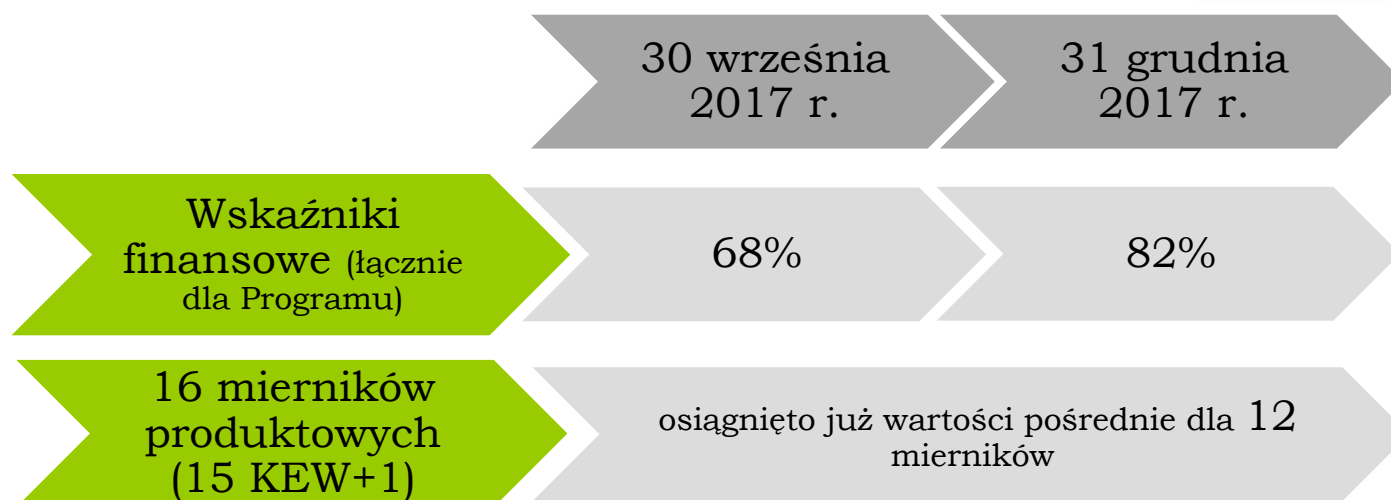 30 września
2017 r.
31 grudnia
2017 r.
Wskaźniki
finansowe (łącznie
dla Programu)
68%
82%
16 mierników
produktowych
(15 KEW+1)
osiągnięto już wartości pośrednie dla 12
mierników